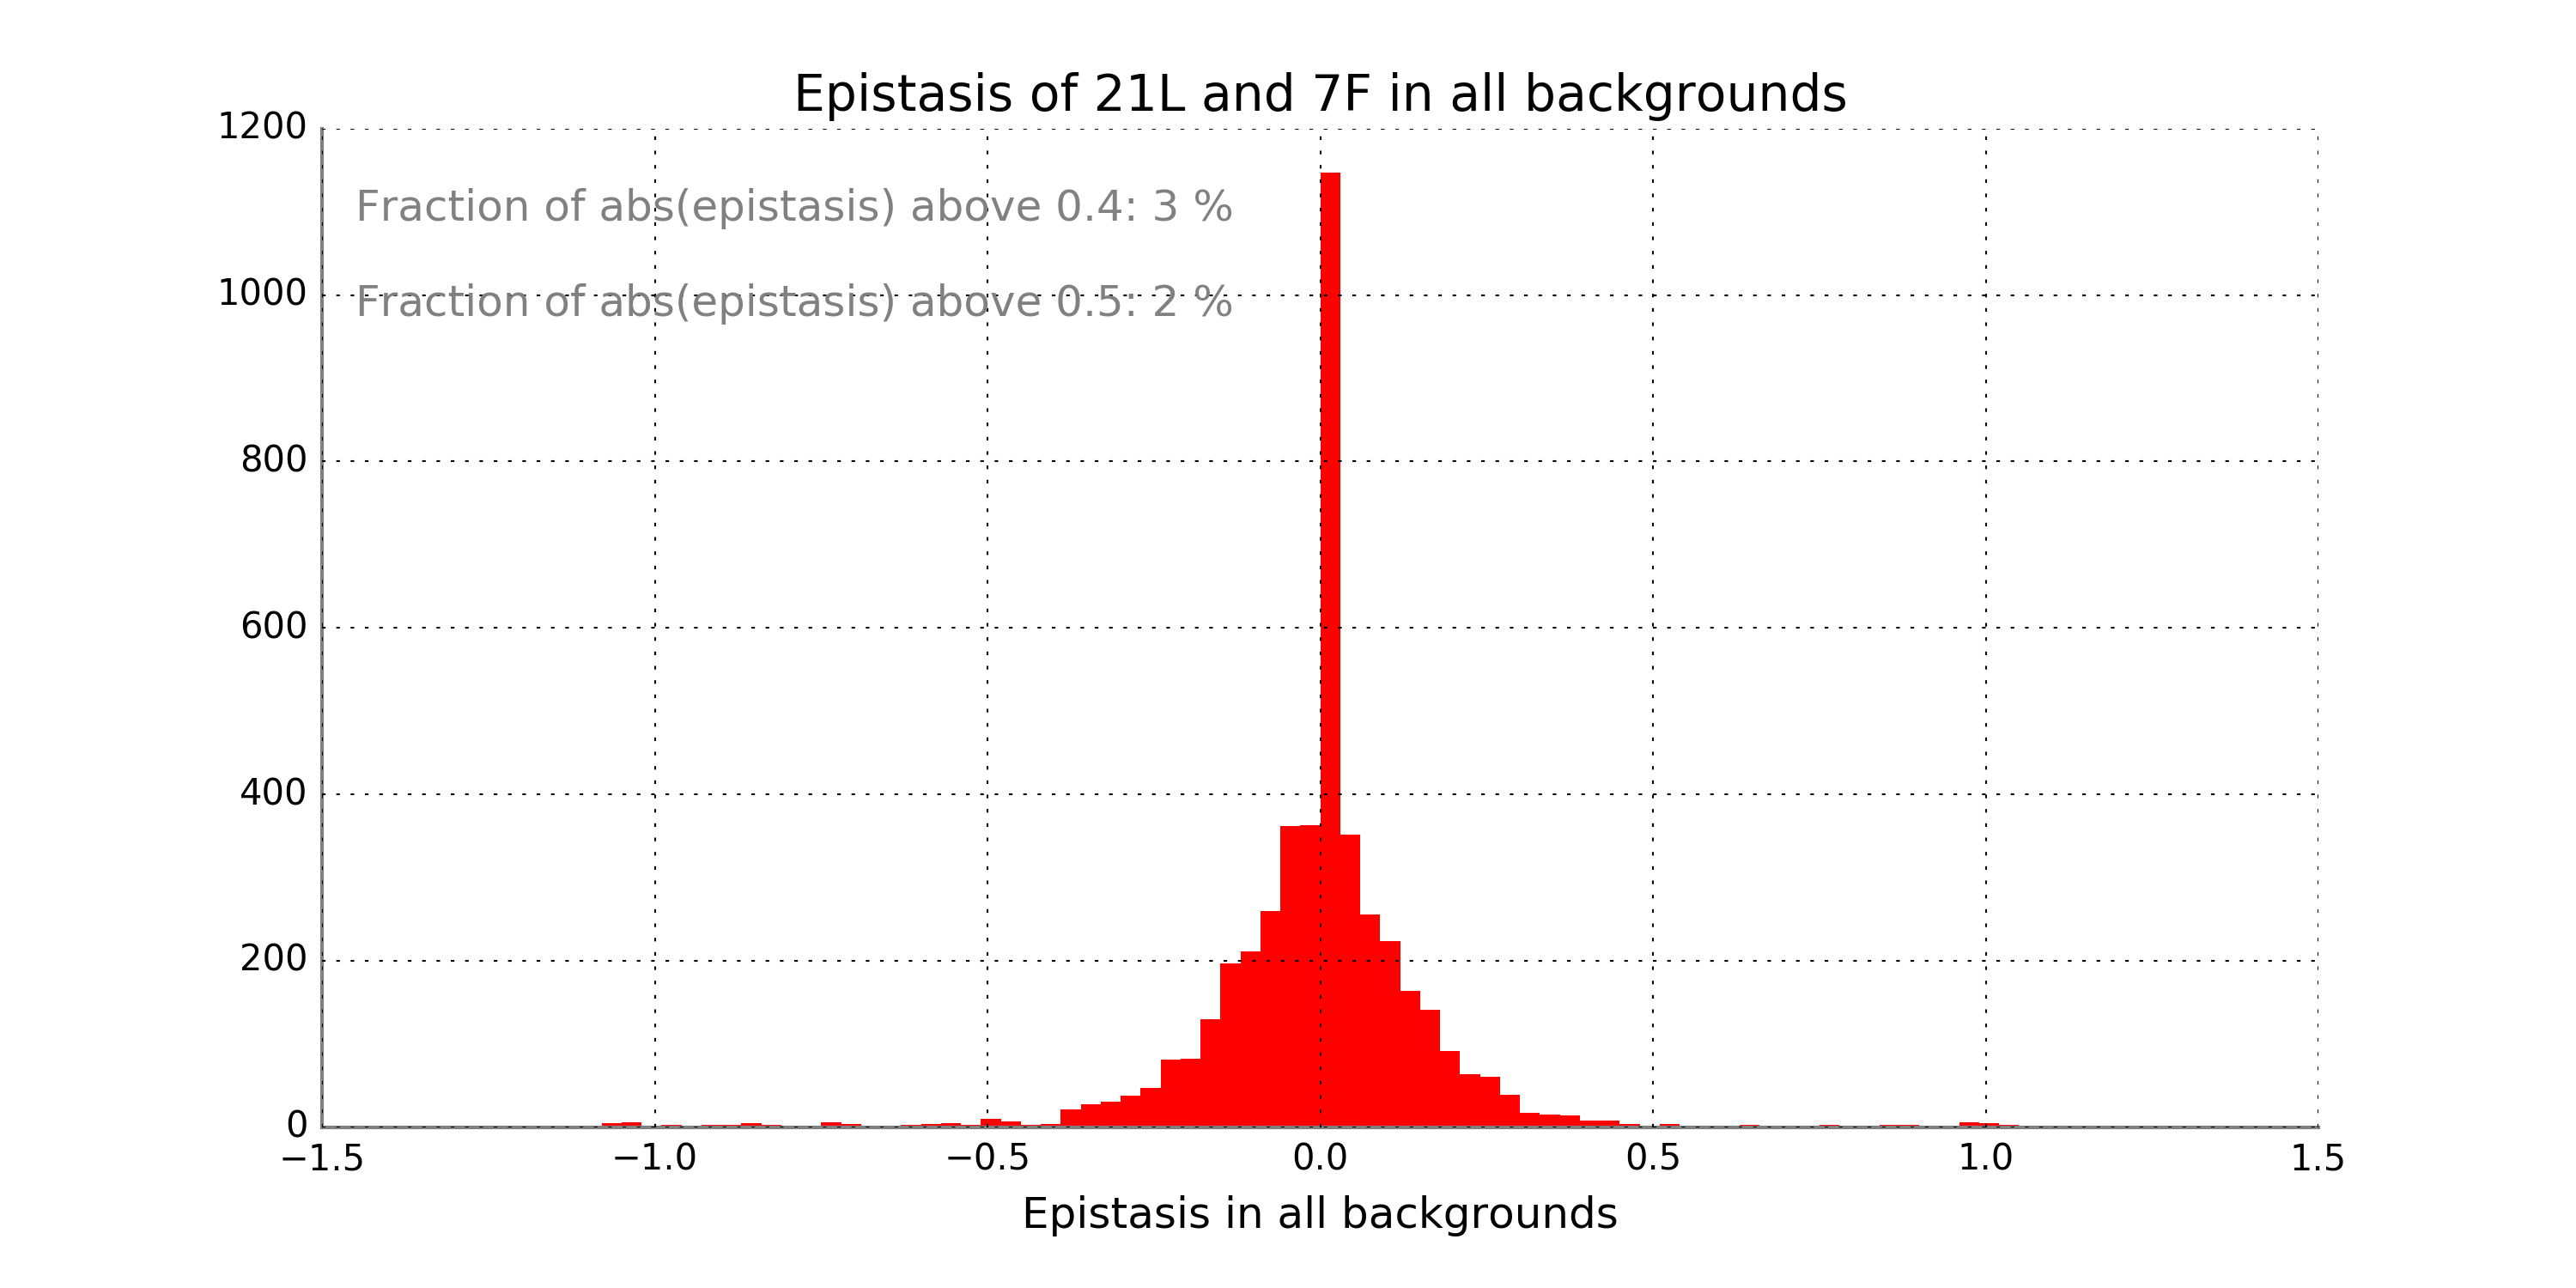 Epistasis of 21L and 7F in all backgrounds
1200
Fraction of abs(epistasis) above 0.4: 3 %
1000
Fraction of abs(epistasis) above 0.5: 2 %
800
600
400
200
0
−1.5 −1.0 −0.5 0.0 0.5 1.0 1.5
Epistasis in all backgrounds